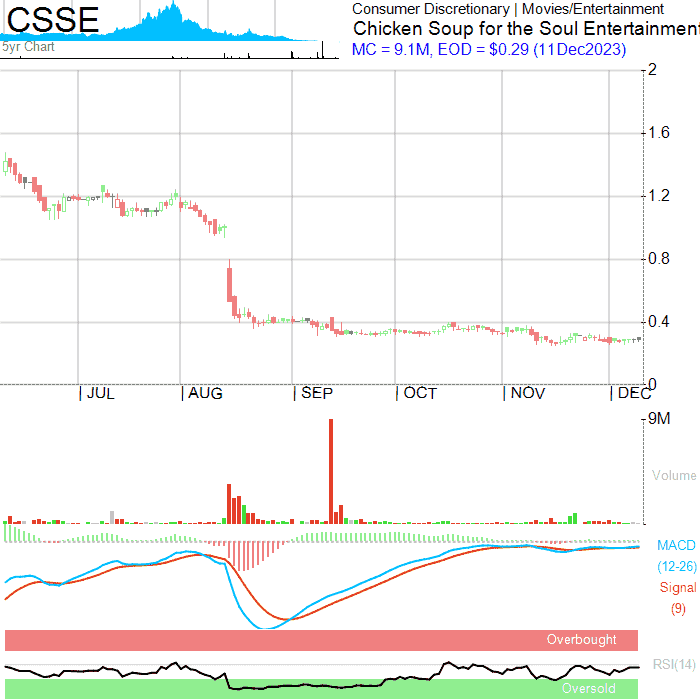 CSSE
5yr Chart
Consumer Discretionary | Movies/Entertainment
Chicken Soup for the Soul Entertainment
MC = 9.1M, EOD = $0.29 (11Dec2023)
2
1.6
1.2
0.8
0.4
0
| JUL | AUG | SEP | OCT | NOV | DEC
9M
Volume
MACD
(12-26)
Signal
(9)
Overbought
RSI(14)
Oversold